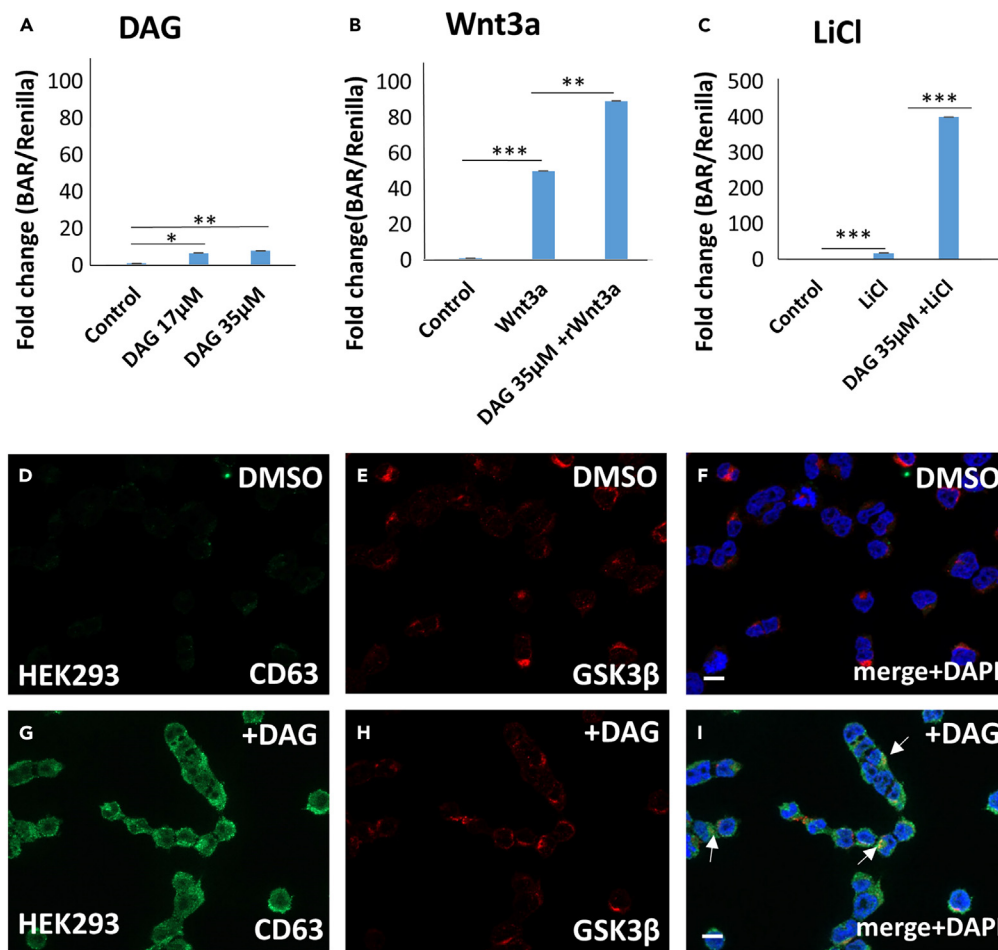 A
DAG
Fold change (BAR/Renilla)
100
80
60
40
20
0
**
*
Control
DAG 17µM
DAG 35µM
B
Wnt3a
Fold change(BAR/Renilla)
100
80
60
40
20
0
***
**
Control
Wnt3a
DAG 35µM +rWnt3a
C
LiCl
Fold change (BAR/Renilla)
500
400
300
200
100
0
***
***
Control
LiCl
DAG 35µM +LiCl
D
DMSO
HEK293
CD63
E
DMSO
GSK3β
F
DMSO
merge+DAPI
G
+DAG
HEK293
CD63
H
+DAG
GSK3β
I
+DAG
merge+DAPI